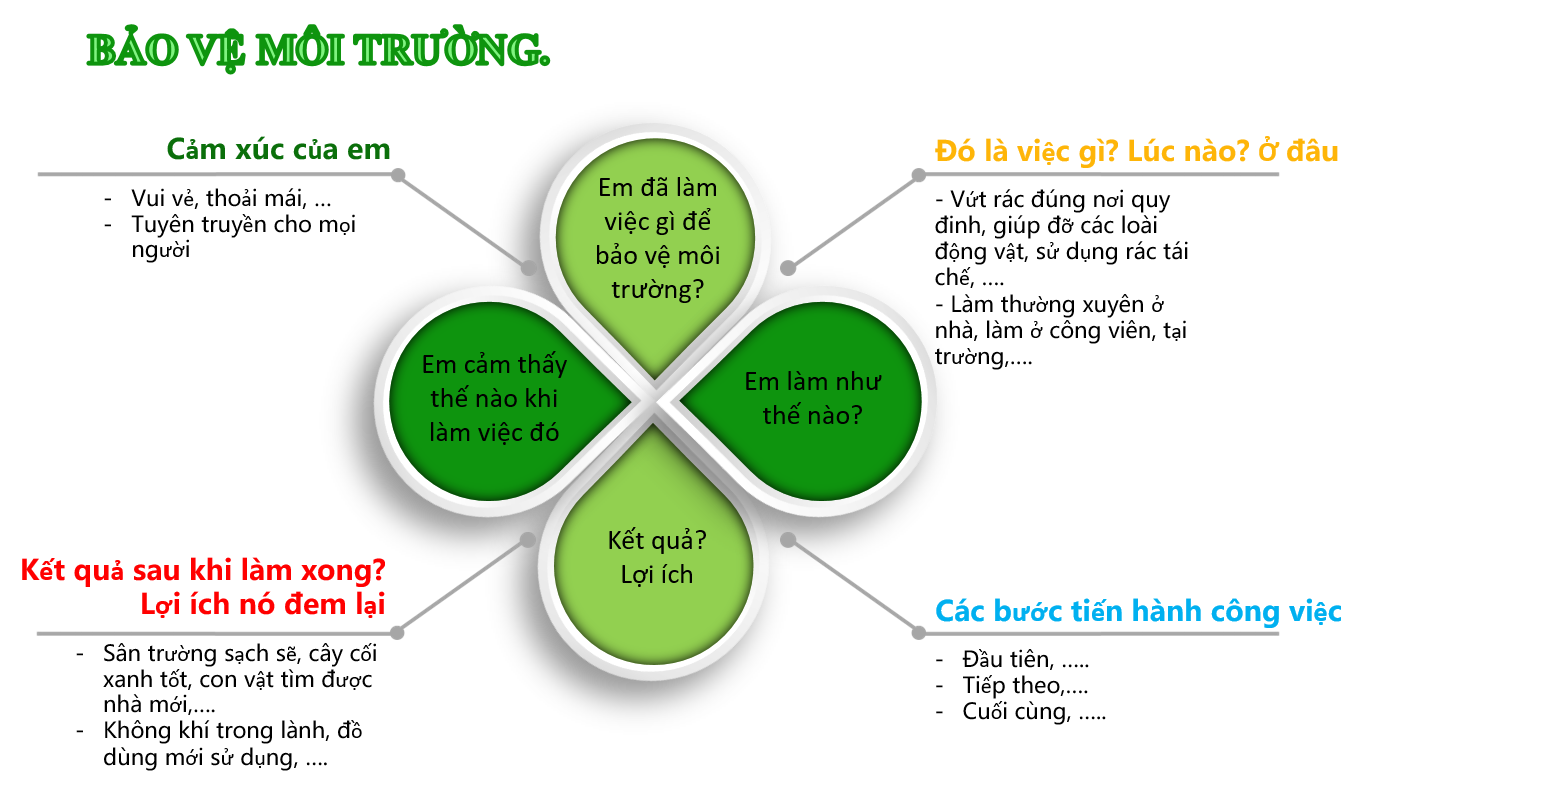 BẢO VỆ MÔI TRƯỜNG.
Cảm xúc của em
- Vui vẻ, thoải mái, ...
- Tuyên truyền cho mọi
người
Đó là việc gì? Lúc nào? Ở đâu
- Vứt rác đúng nơi quy
đinh, giúp đỡ các loài
động vật, sử dụng rác tái
chế, ....
- Làm thường xuyên ở
nhà, làm ở công viên, tại
trường,....
Em đã làm
việc gì để
bảo vệ môi
trường?
Em cảm thấy
thế nào khi
làm việc đó
Em làm như
thế nào?
Kết quả?
Lợi ích
Kết quả sau khi làm xong?
Lợi ích nó đem lại
- Sân trường sạch sẽ, cây cối
xanh tốt, con vật tìm được
nhà mới,....
- Không khí trong lành, đồ
dùng mới sử dụng, ....
Các bước tiến hành công việc
- Đầu tiên, .....
- Tiếp theo,....
- Cuối cùng, .....